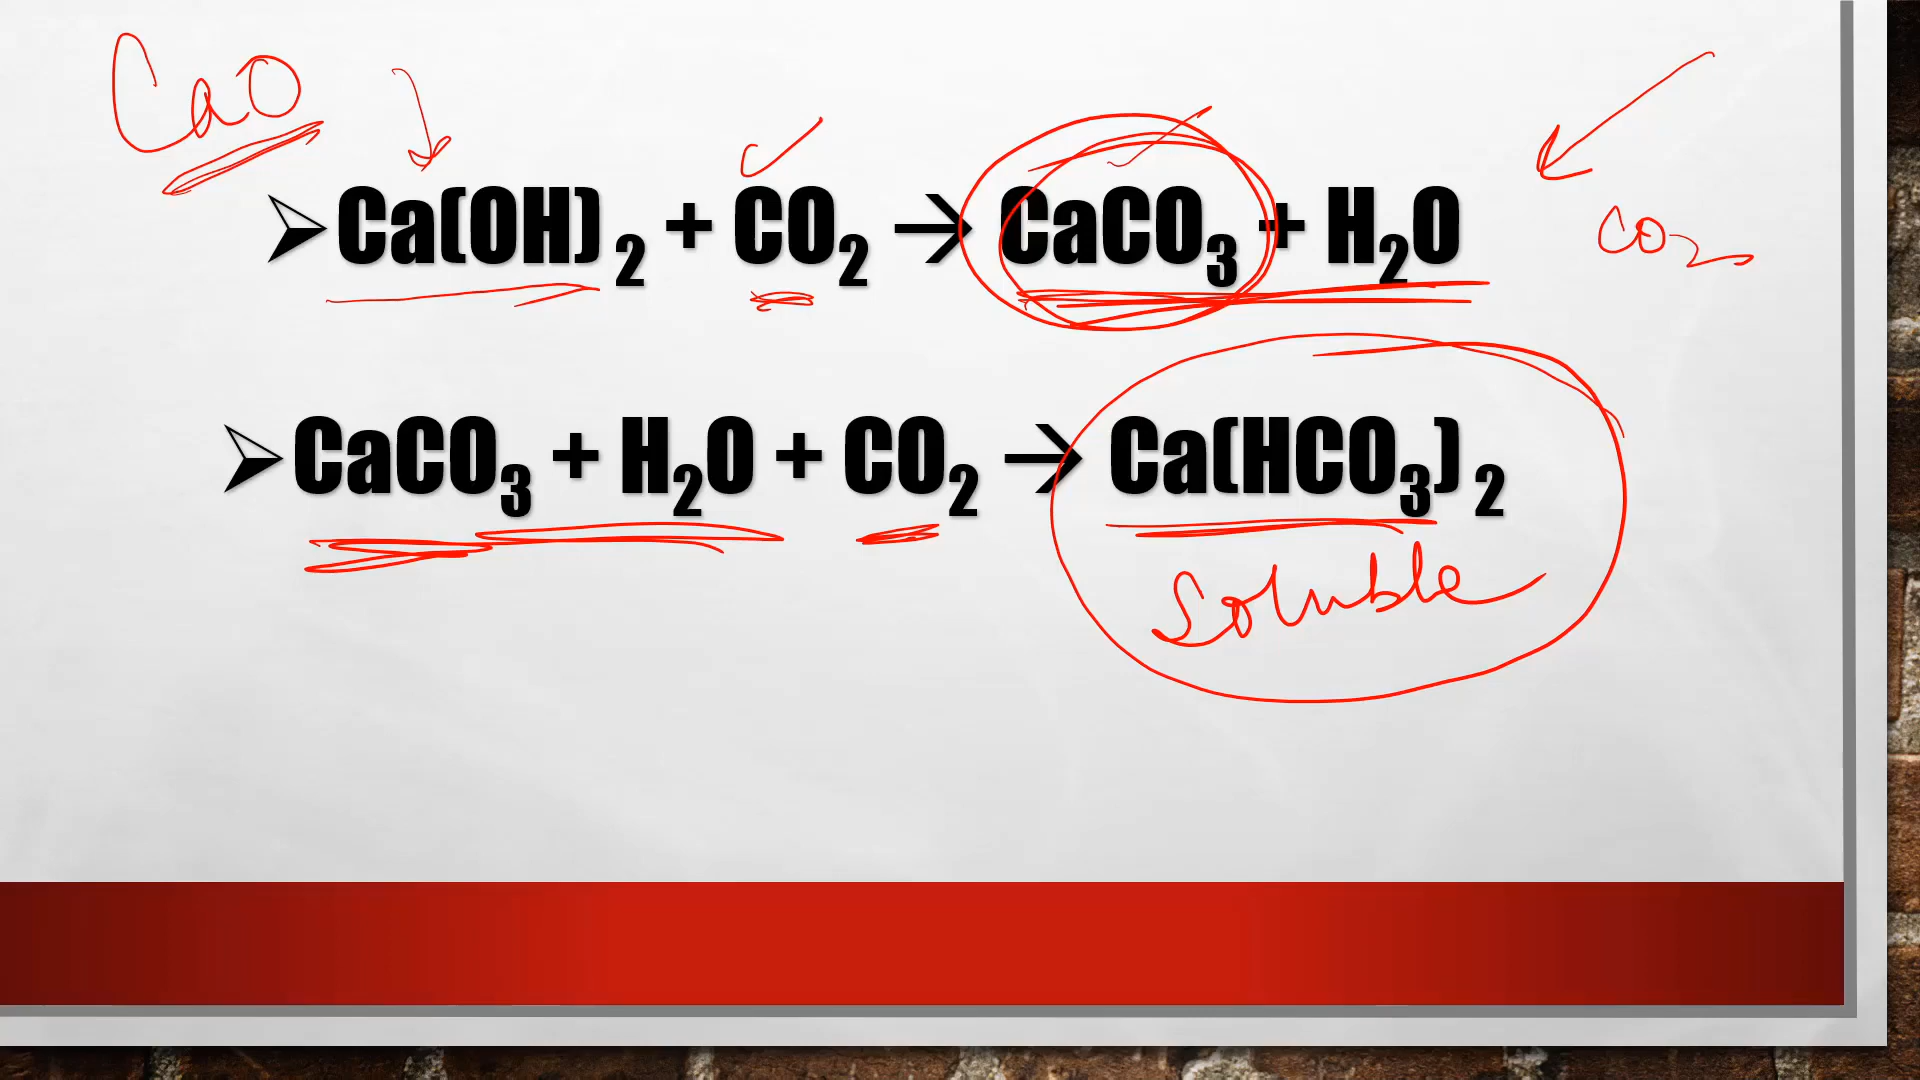 CaO
➢Ca(OH)₂ + CO₂ → CaCO₃ + H₂O
CO₂
➢CaCO₃ + H₂O + CO₂ → Ca(HCO₃)₂
Soluble